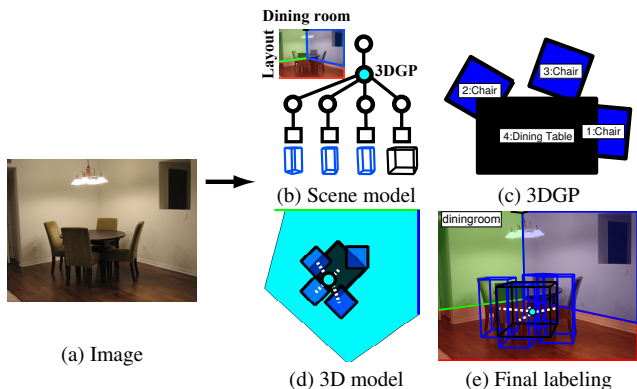 Dining room
Layout
3DGP
(b) Scene model
3:Chair
2:Chair
1:Chair
4:Dining Table
(c) 3DGP
(a) Image
(d) 3D model
diningroom
(e) Final labeling